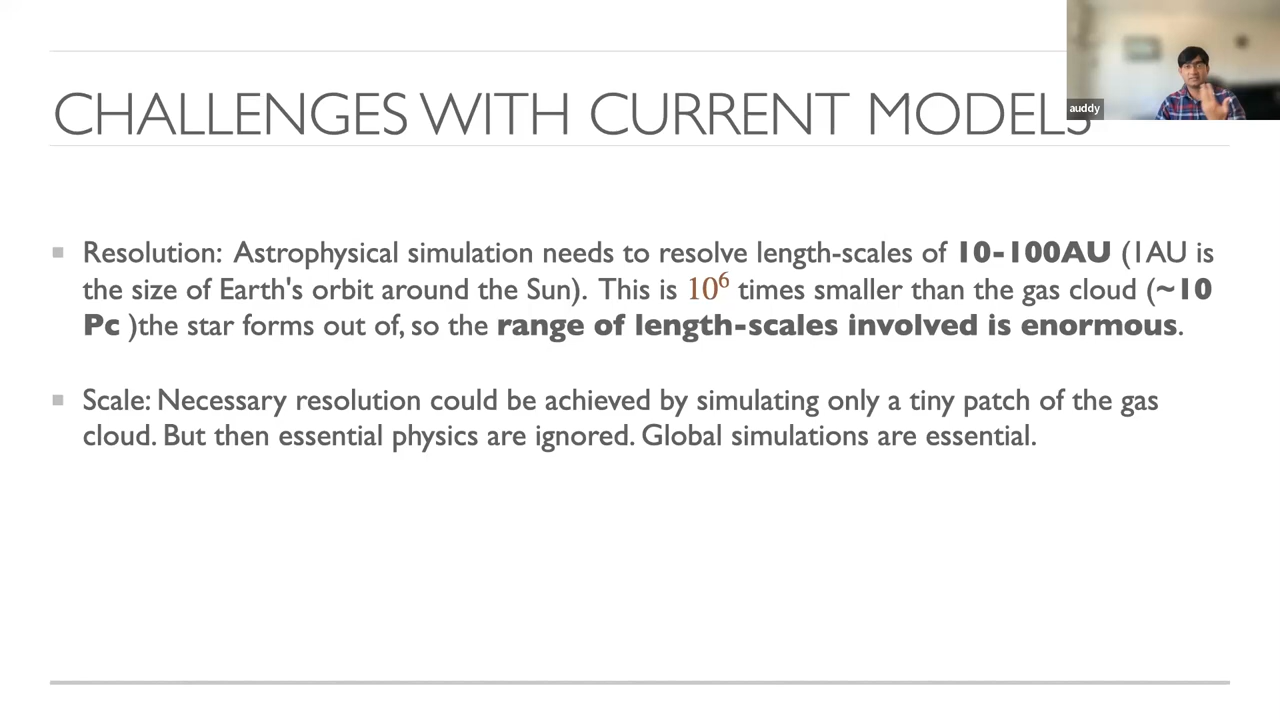 CHALLENGES WITH CURRENT MODELS
auddy
Resolution: Astrophysical simulation needs to resolve length-scales of 10-100AU (1AU is
the size of Earth's orbit around the Sun). This is 10⁶ times smaller than the gas cloud (~10
Pc )the star forms out of, so the range of length-scales involved is enormous.
Scale: Necessary resolution could be achieved by simulating only a tiny patch of the gas
cloud. But then essential physics are ignored. Global simulations are essential.